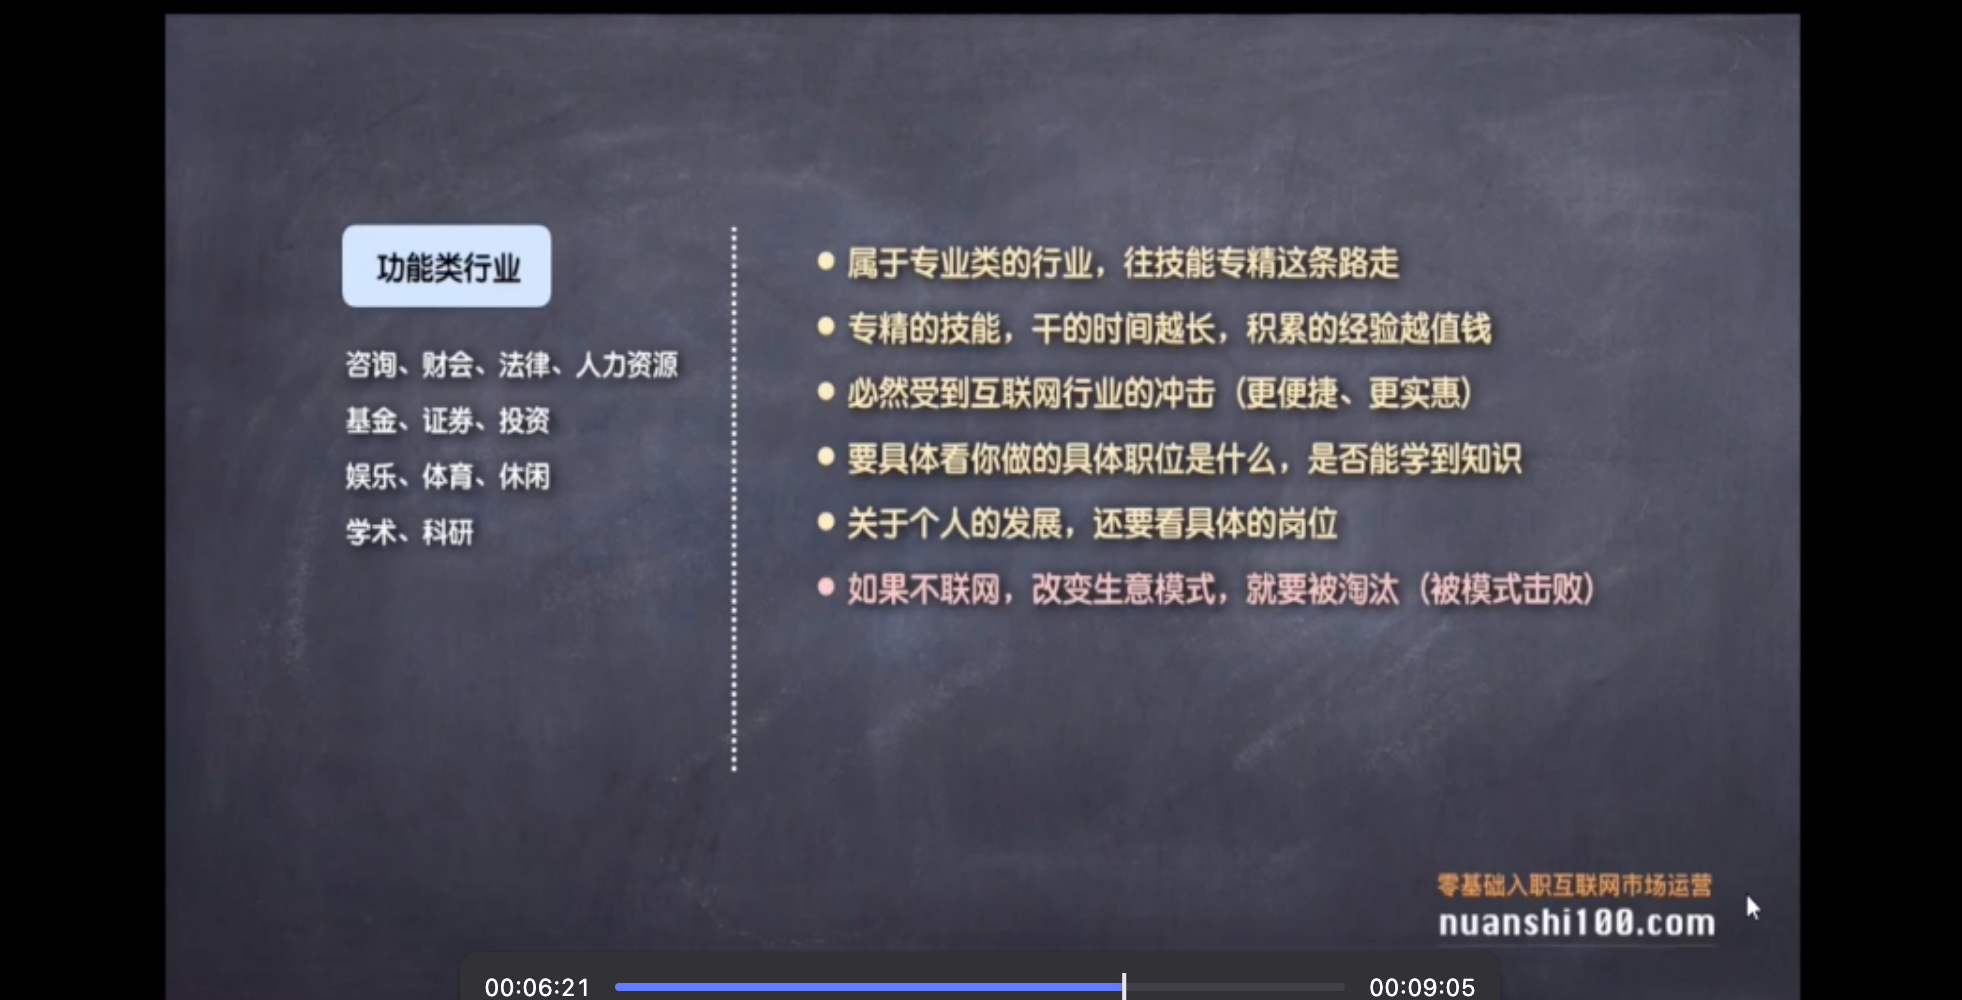 功能类行业
咨询、财会、法律、人力资源
基金、证券、投资
娱乐、体育、休闲
学术、科研
属于专业类的行业，往技能专精这条路走
专精的技能，干的时间越长，积累的经验越值钱
必然受到互联网行业的冲击（更便捷、更实惠）
要具体看你做的具体职位是什么，是否能学到知识
关于个人的发展，还要看具体的岗位
如果不联网，改变生意模式，就要被淘汰（被模式击败）
零基础入职互联网市场运营
nuanshi100.com
00:06:21
00:09:05